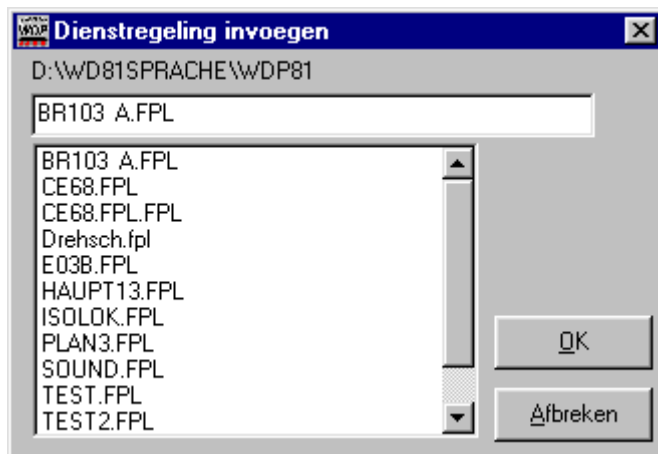 WDP
Dienstregeling invoegen
D:\WD81SPRACHE\WDP81
BR103 A.FPL
BR103 A.FPL
CE68.FPL
CE68.FPL.FPL
Drehsch.fpl
E03B.FPL
HAUPT13.FPL
ISOLOK.FPL
PLAN3.FPL
SOUND.FPL
TEST.FPL
TEST2.FPL
OK
Afbreken